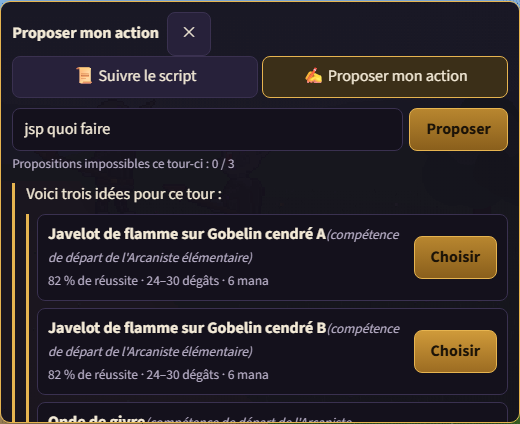 Proposer mon action ×
📜 Suivre le script
✍️ Proposer mon action
jsp quoi faire
Proposer
Propositions impossibles ce tour-ci : 0 / 3
Voici trois idées pour ce tour :
Javelot de flamme sur Gobelin cendré A(compétence
de départ de l'Arcaniste élémentaire)
82 % de réussite · 24–30 dégâts · 6 mana
Choisir
Javelot de flamme sur Gobelin cendré B(compétence
de départ de l'Arcaniste élémentaire)
82 % de réussite · 24–30 dégâts · 6 mana
Choisir
Onde de givre(compétence de départ de l'Arcaniste